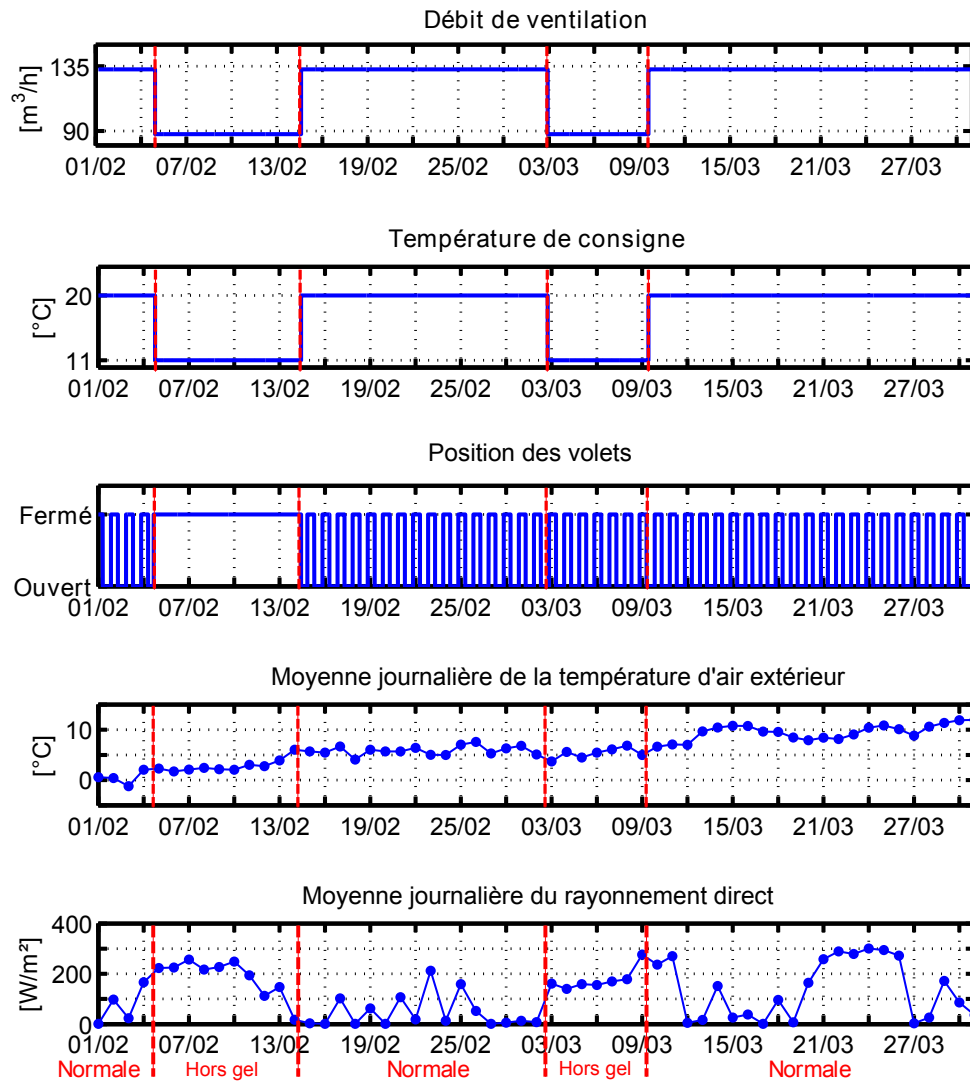 Débit de ventilation
135
90
[m³/h]
01/02 07/02 13/02 19/02 25/02 03/03 09/03 15/03 21/03 27/03
Température de consigne
20
11
[°C]
01/02 07/02 13/02 19/02 25/02 03/03 09/03 15/03 21/03 27/03
Position des volets
Fermé
Ouvert
01/02 07/02 13/02 19/02 25/02 03/03 09/03 15/03 21/03 27/03
Moyenne journalière de la température d'air extérieur
10
0
[°C]
01/02 07/02 13/02 19/02 25/02 03/03 09/03 15/03 21/03 27/03
Moyenne journalière du rayonnement direct
400
200
0
[W/m²]
01/02 07/02 13/02 19/02 25/02 03/03 09/03 15/03 21/03 27/03
Normale Hors gel Normale Hors gel Normale